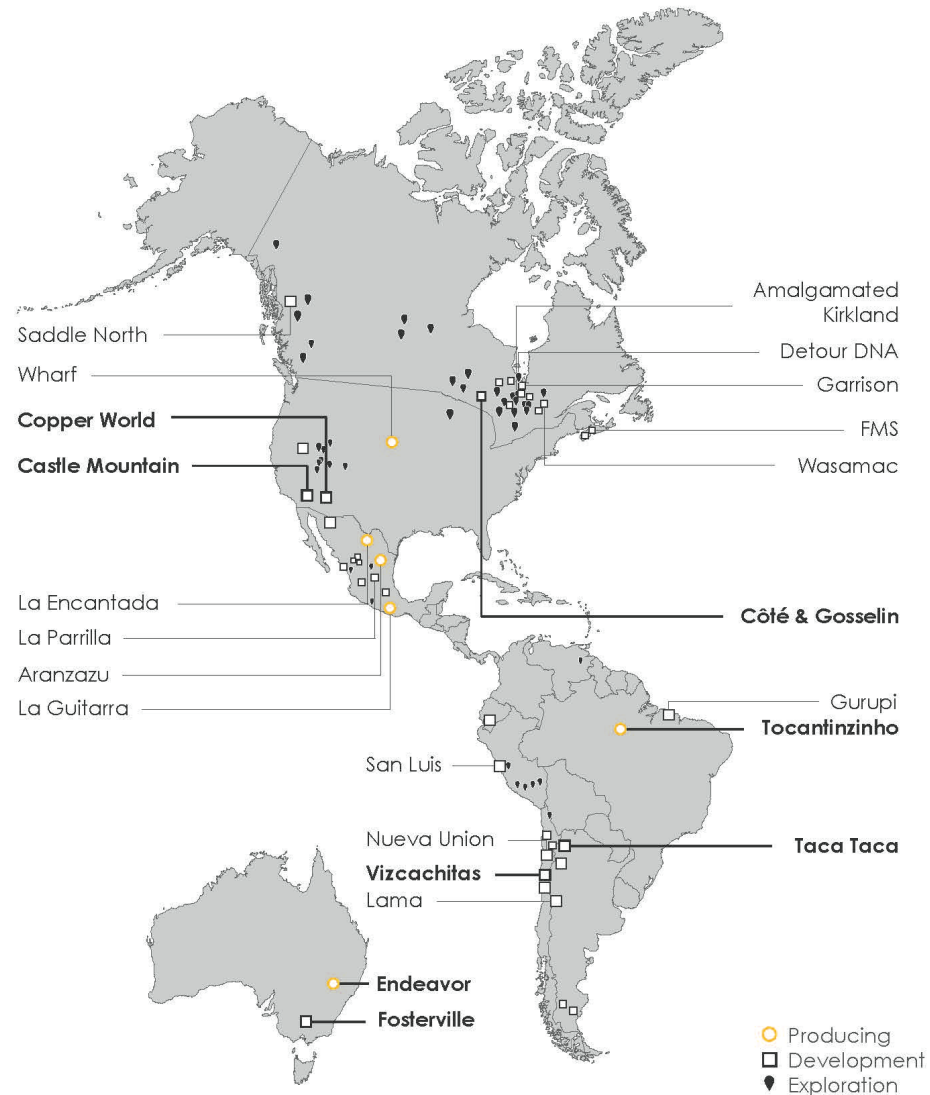 Amalgamated
Kirkland
Saddle North
Detour DNA
Wharf
Garrison
Copper World
FMS
Castle Mountain
Wasamac
La Encantada
Côté & Gosselin
La Parrilla
Aranzazu
La Guitarra
Gurupi
Tocantinzinho
San Luis
Nueva Union
Taca Taca
Vizcachitas
Lama
Endeavor
Fosterville
Producing
Development
Exploration